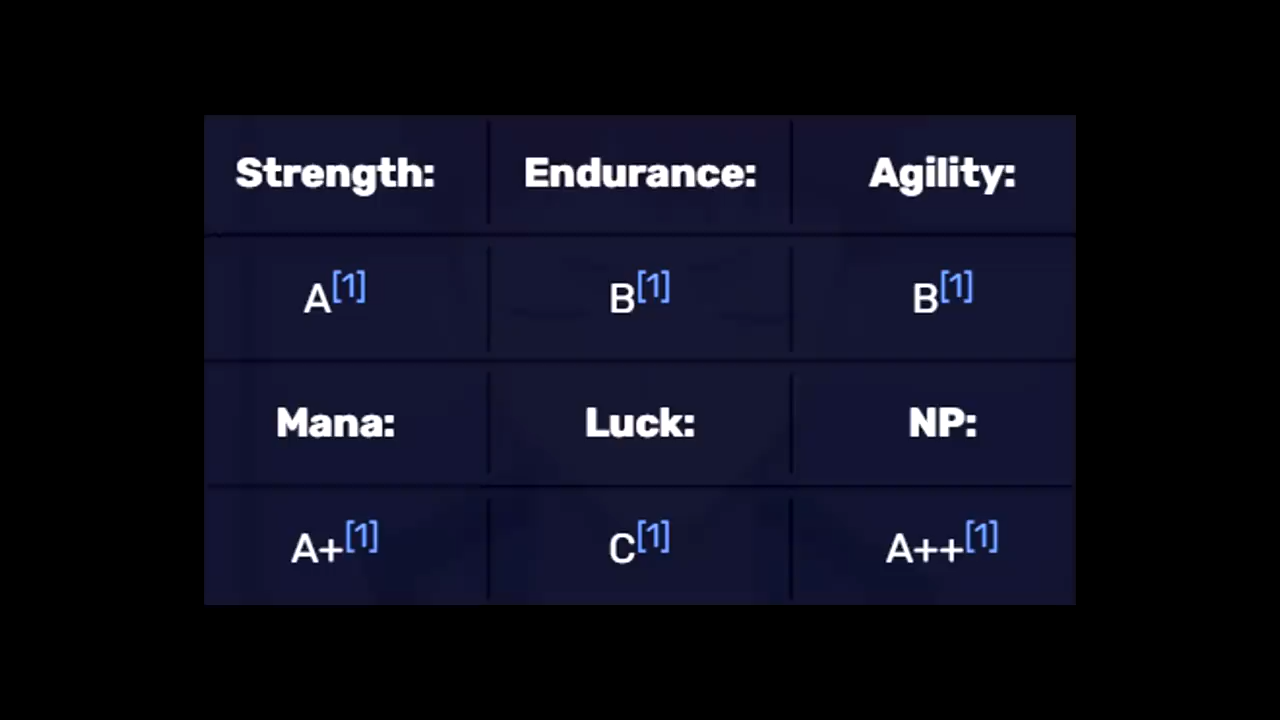 Strength: Endurance: Agility:
A[1] B[1] B[1]
Mana: Luck: NP:
A+[1] C[1] A++[1]